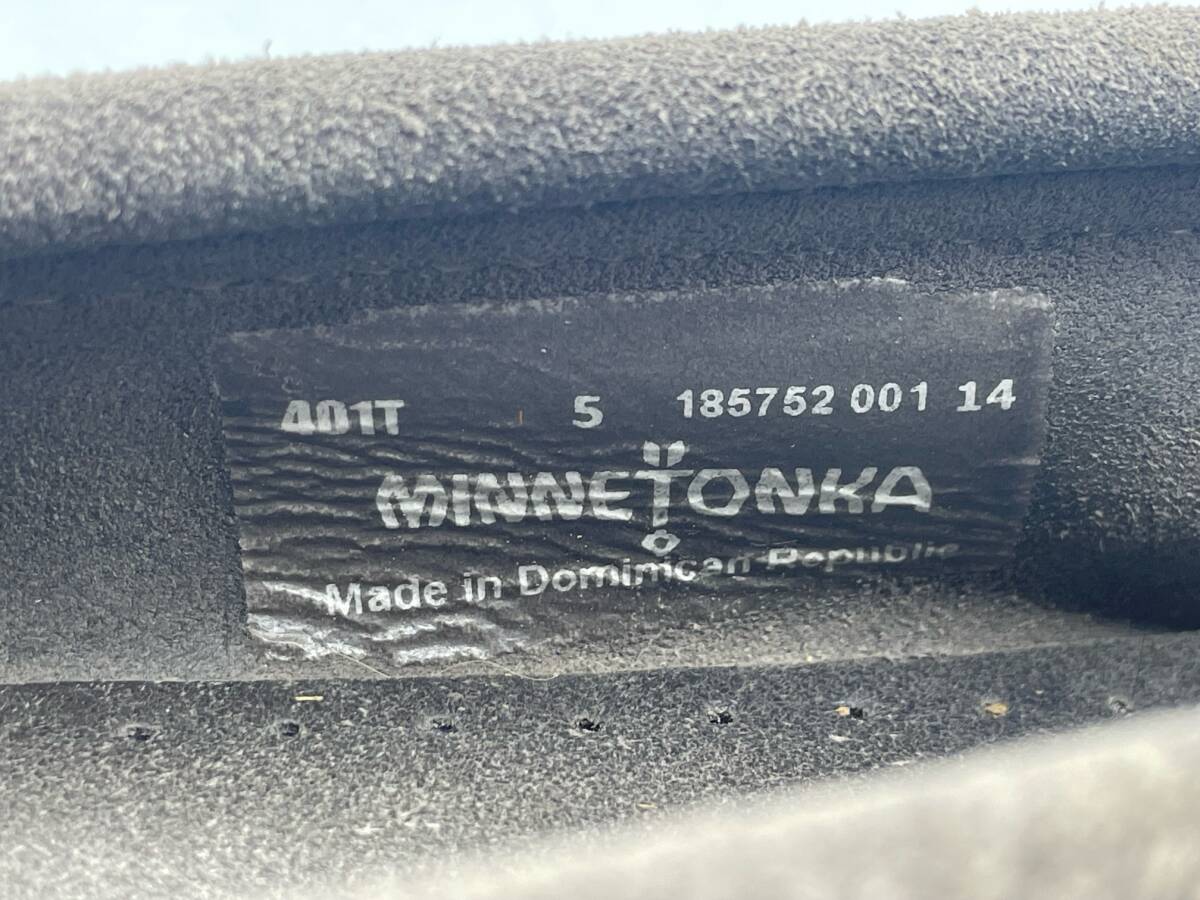 401T 5 185752 001 14
MINNETONKA
Made in Dominican Republic